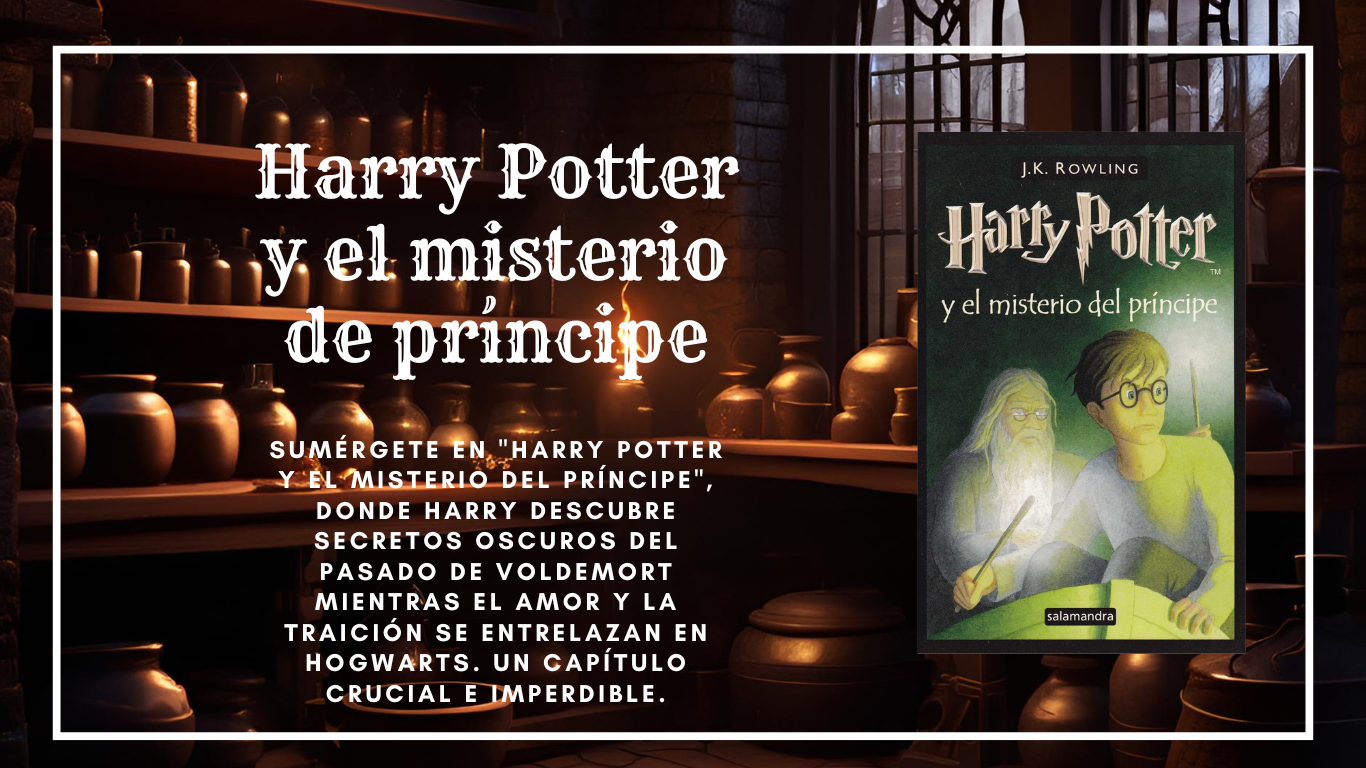 Harry Potter
y el misterio
de príncipe
SUMÉRGETE EN "HARRY POTTER
Y EL MISTERIO DEL PRÍNCIPE",
DONDE HARRY DESCUBRE
SECRETOS OSCUROS DEL
PASADO DE VOLDEMORT
MIENTRAS EL AMOR Y LA
TRAICIÓN SE ENTRELAZAN EN
HOGWARTS. UN CAPÍTULO
CRUCIAL E IMPERDIBLE.
J.K. ROWLING
Harry Potter
TM
y el misterio del príncipe
salamandra